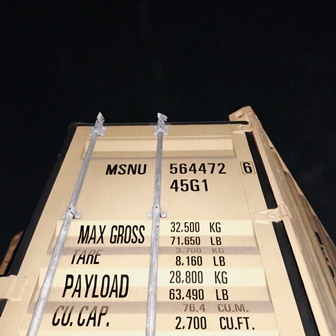 MSNU 564472 6
45G1
MAX GROSS 32.500 KG
71.650 LB
TARE 3.700 KG
8.160 LB
PAYLOAD 28,800 KG
63,490 LB
CU. CAP. 76.4 CU.M.
2.700 CU.FT.